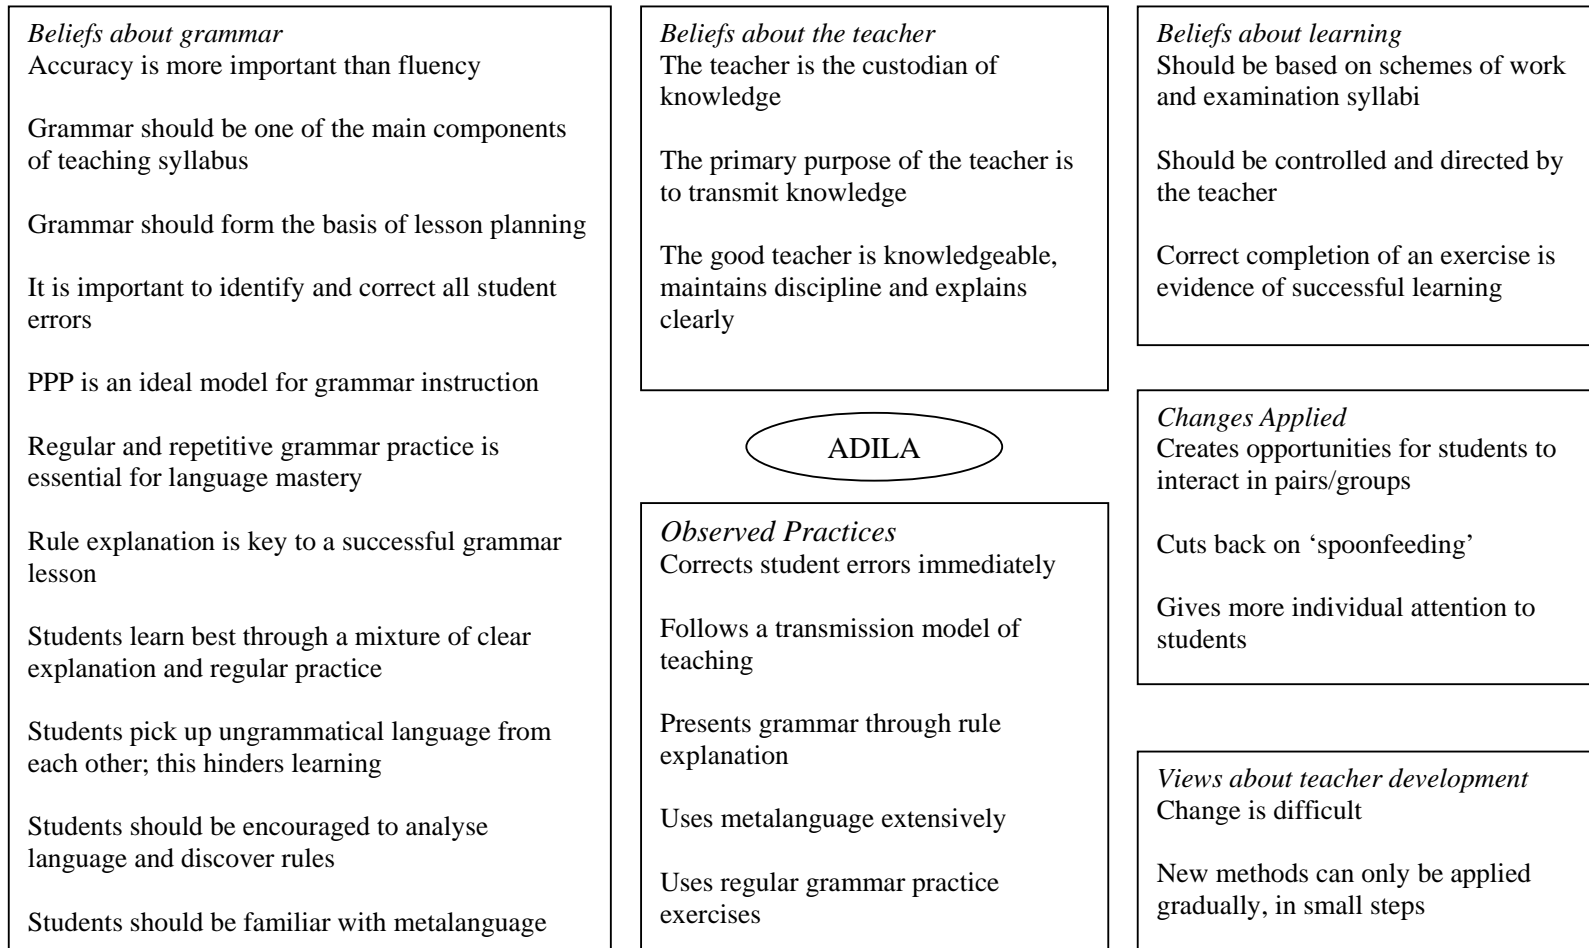 Beliefs about grammar
Accuracy is more important than fluency
Grammar should be one of the main components
of teaching syllabus
Grammar should form the basis of lesson planning
It is important to identify and correct all student
errors
PPP is an ideal model for grammar instruction
Regular and repetitive grammar practice is
essential for language mastery
Rule explanation is key to a successful grammar
lesson
Students learn best through a mixture of clear
explanation and regular practice
Students pick up ungrammatical language from
each other; this hinders learning
Students should be encouraged to analyse
language and discover rules
Students should be familiar with metalanguage
Beliefs about the teacher
The teacher is the custodian of
knowledge
The primary purpose of the teacher is
to transmit knowledge
The good teacher is knowledgeable,
maintains discipline and explains
clearly
ADILA
Observed Practices
Corrects student errors immediately
Follows a transmission model of
teaching
Presents grammar through rule
explanation
Uses metalanguage extensively
Uses regular grammar practice
exercises
Beliefs about learning
Should be based on schemes of work
and examination syllabi
Should be controlled and directed by
the teacher
Correct completion of an exercise is
evidence of successful learning
Changes Applied
Creates opportunities for students to
interact in pairs/groups
Cuts back on ‘spoonfeeding’
Gives more individual attention to
students
Views about teacher development
Change is difficult
New methods can only be applied
gradually, in small steps